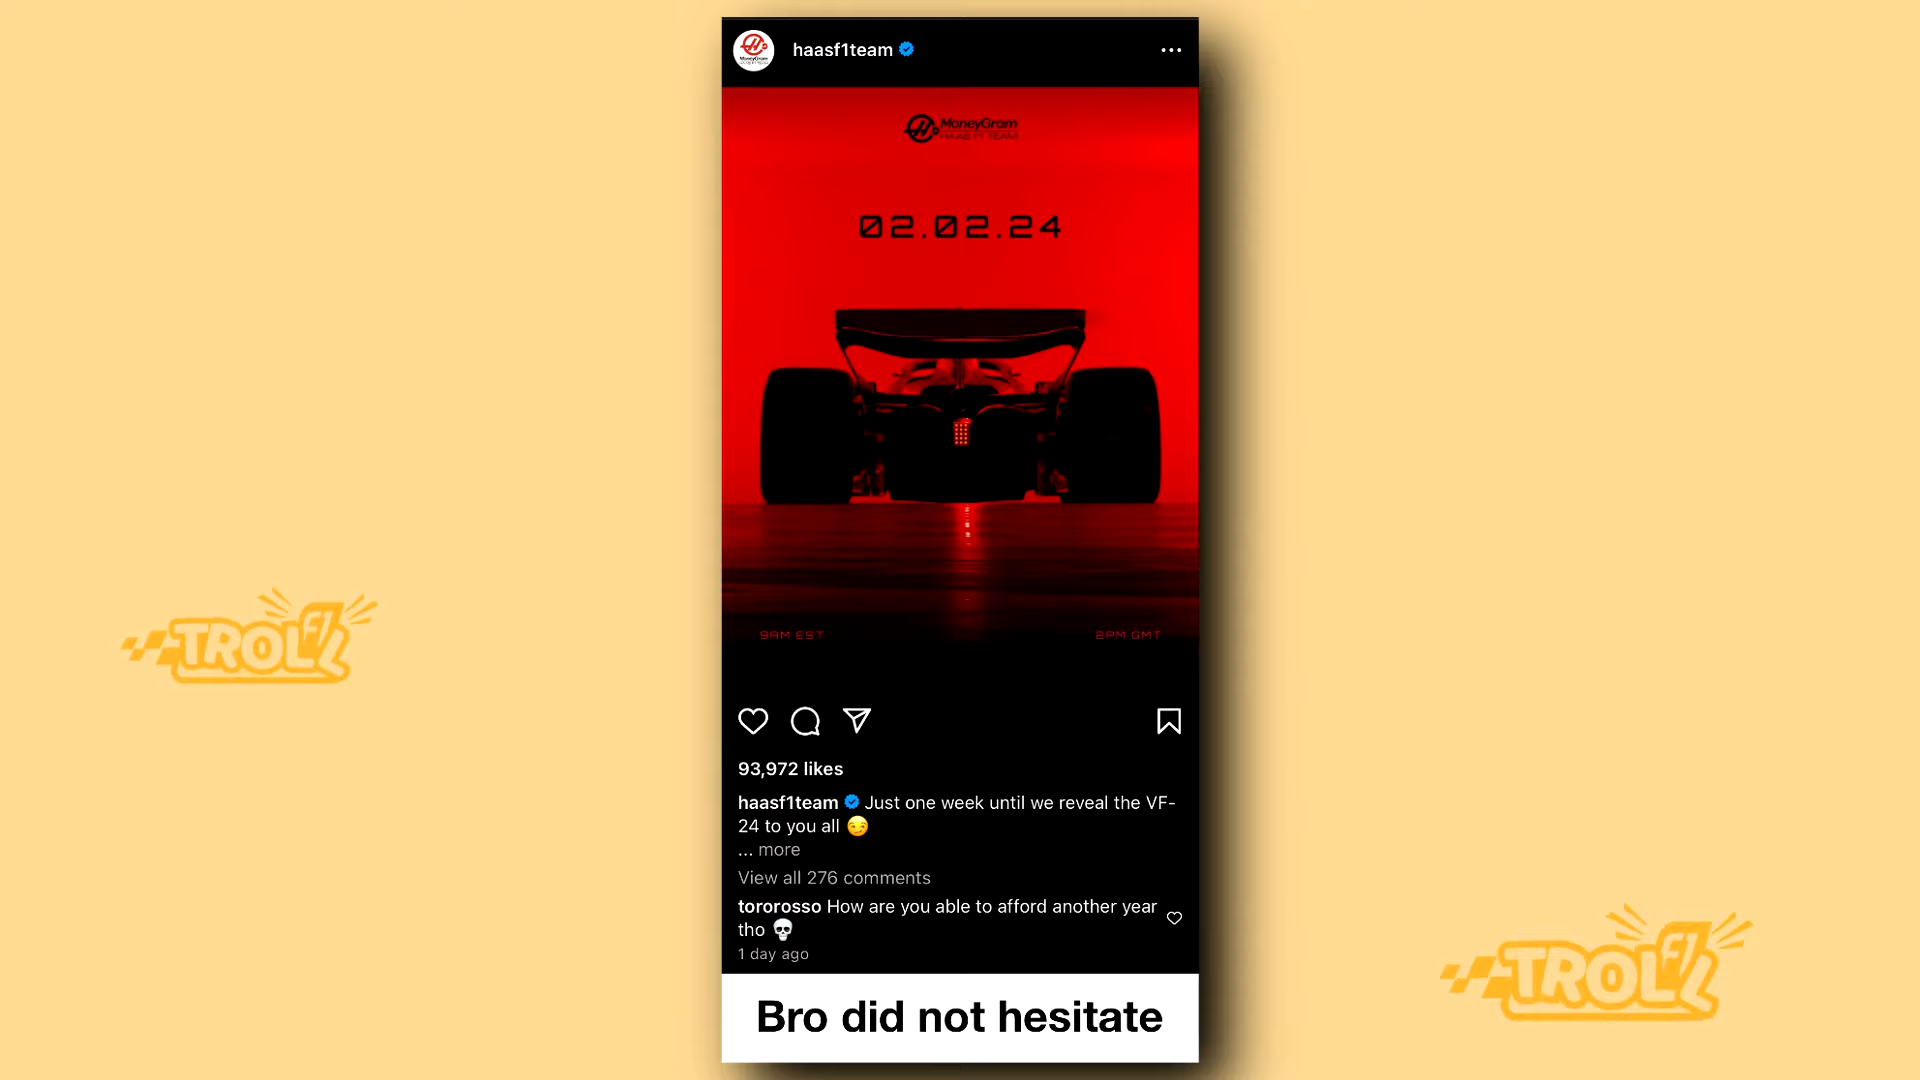 haasf1team
MoneyGram
HAAS F1 TEAM
02.02.24
9AM EST
2PM GMT
93,972 likes
haasf1team Just one week until we reveal the VF-
24 to you all 😏
... more
View all 276 comments
tororosso How are you able to afford another year
tho 💀
1 day ago
Bro did not hesitate
TROLL
F1
TROLL
F1